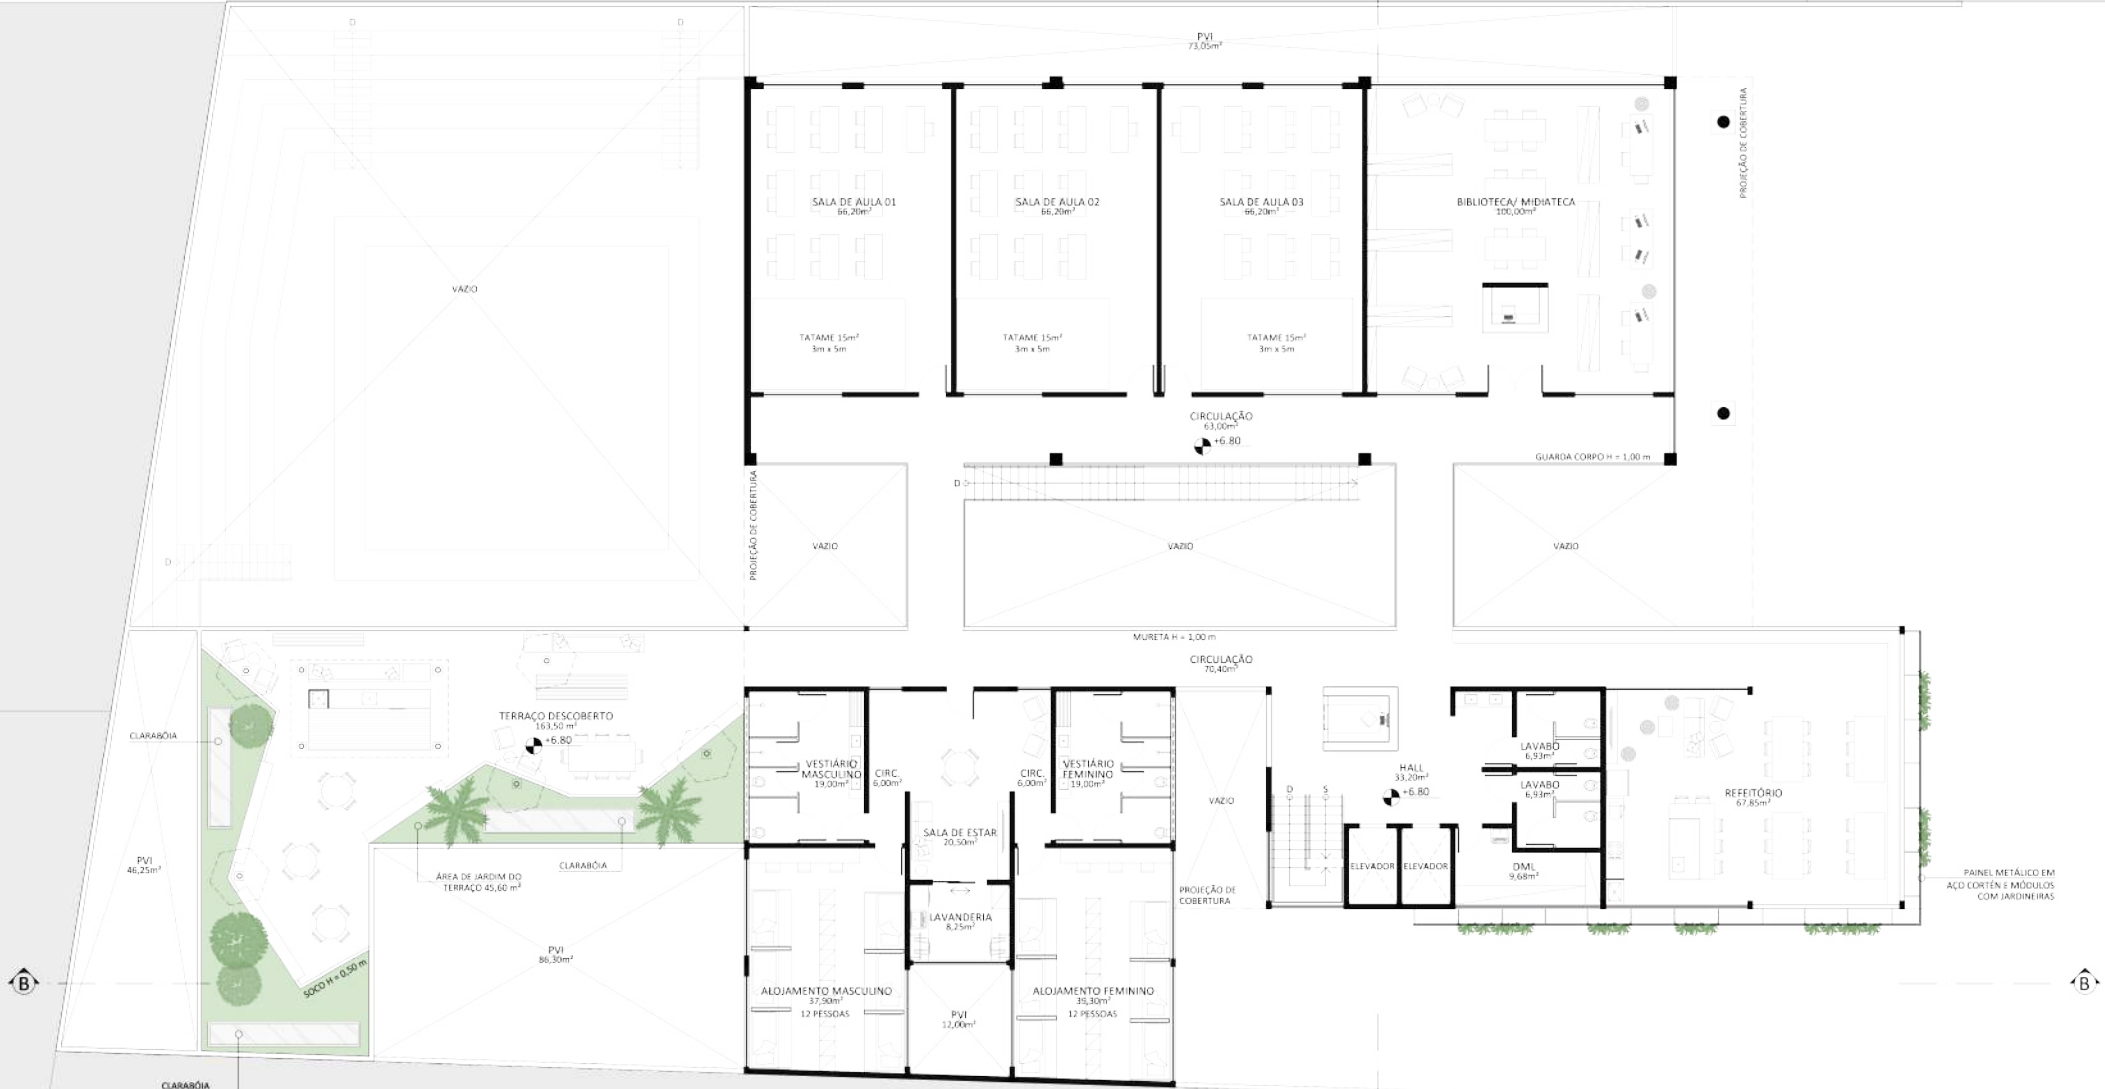 D
D
PVI
73,05m²
PROJEÇÃO DE COBERTURA
SALA DE AULA 01
66,20m²
SALA DE AULA 02
66,20m²
SALA DE AULA 03
66,20m²
BIBLIOTECA/ MIDIATECA
100,00m²
VAZIO
TATAME 15m²
3m x 5m
TATAME 15m²
3m x 5m
TATAME 15m²
3m x 5m
CIRCULAÇÃO
63,00m²
+6.80
GUARDA CORPO H = 1,00 m
D
PROJEÇÃO DE COBERTURA
VAZIO
VAZIO
VAZIO
D
MURETA H = 1,00 m
CIRCULAÇÃO
70,40m²
TERRAÇO DESCOBERTO
163,50 m²
+6.80
CLARABÓIA
VESTIÁRIO
MASCULINO
19,00m²
CIRC.
6,00m²
CIRC.
6,00m²
VESTIÁRIO
FEMININO
19,00m²
VAZIO
HALL
33,20m²
+6.80
D
S
LAVABO
6,93m²
LAVABO
6,93m²
REFEITÓRIO
67,85m²
SALA DE ESTAR
20,50m²
PVI
46,25m²
CLARABÓIA
ÁREA DE JARDIM DO
TERRAÇO 45,60 m²
ELEVADOR
ELEVADOR
DML
9,68m²
PAINEL METÁLICO EM
AÇO CORTÉN E MÓDULOS
COM JARDINEIRAS
PROJEÇÃO DE
COBERTURA
LAVANDERIA
8,25m²
PVI
86,30m²
SOCO H = 0,50 m
B
B
ALOJAMENTO MASCULINO
37,90m²
12 PESSOAS
ALOJAMENTO FEMININO
39,30m²
12 PESSOAS
PVI
12,00m²
CLARABÓIA